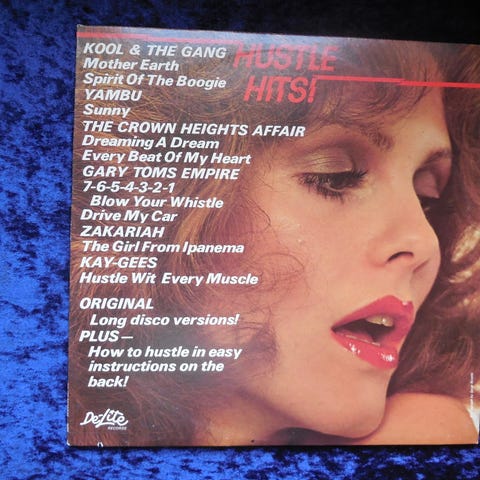 HUSTLE
HITS!
KOOL & THE GANG
Mother Earth
Spirit Of The Boogie
YAMBU
Sunny
THE CROWN HEIGHTS AFFAIR
Dreaming A Dream
Every Beat Of My Heart
GARY TOMS EMPIRE
7-6-5-4-3-2-1
Blow Your Whistle
Drive My Car
ZAKARIAH
The Girl From Ipanema
KAY-GEES
Hustle Wit Every Muscle
ORIGINAL
Long disco versions!
PLUS—
How to hustle in easy
instructions on the
back!
De-Lite
RECORDS